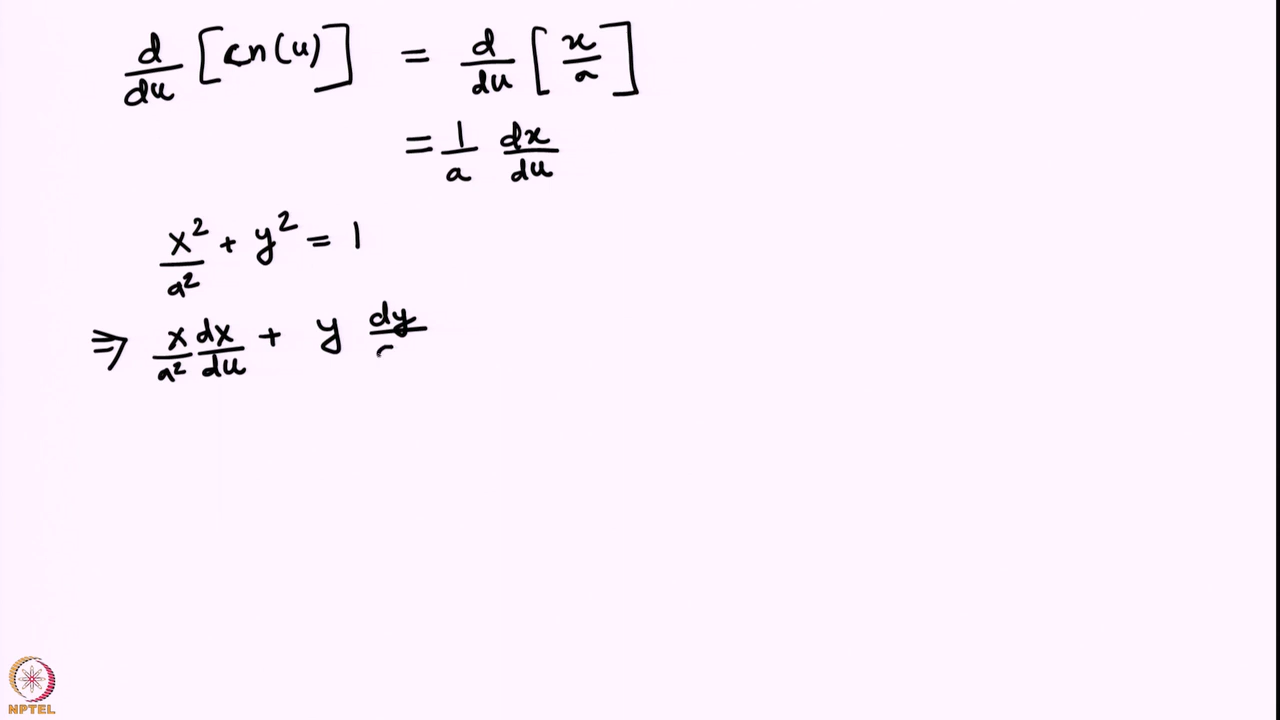 d/du [cn(u)] = d/du [x/a]
= 1/a dx/du
x²/a² + y² = 1
⇒ x/a² dx/du + y dy/
NPTEL